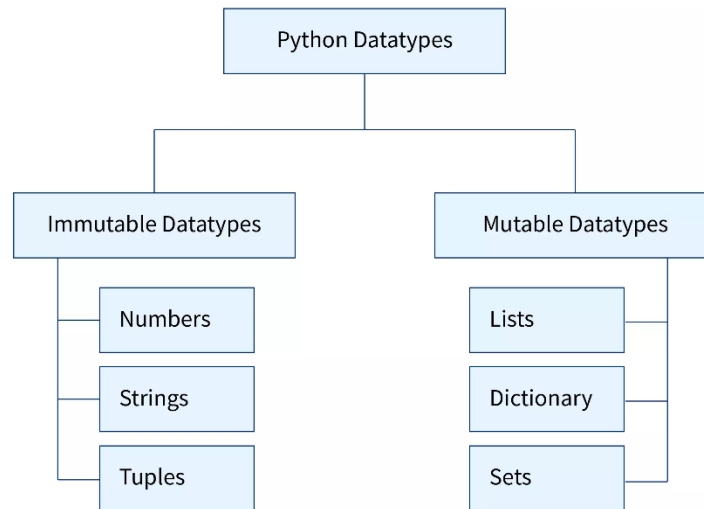 Python Datatypes
Immutable Datatypes
Mutable Datatypes
Numbers
Lists
Strings
Dictionary
Tuples
Sets